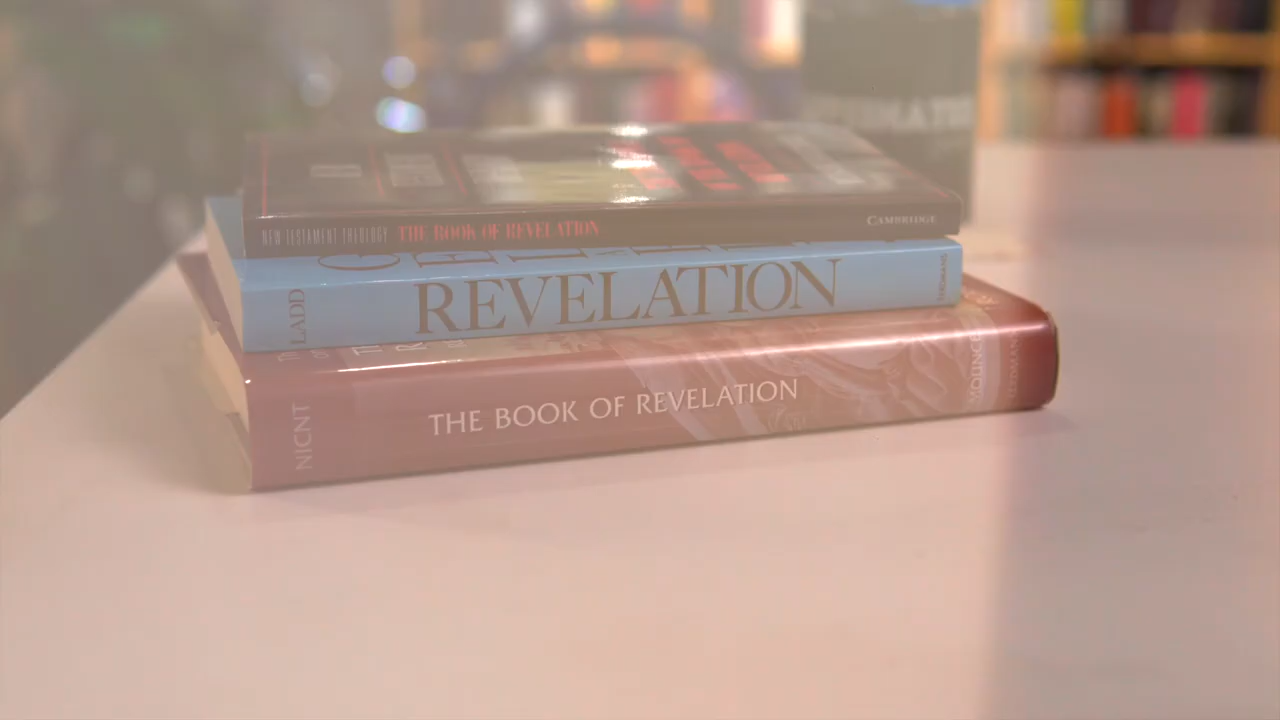 NEW TESTAMENT THEOLOGY THE BOOK OF REVELATION CAMBRIDGE
LADD REVELATION EERDMANS
NICNT THE BOOK OF REVELATION MOUNCE EERDMANS